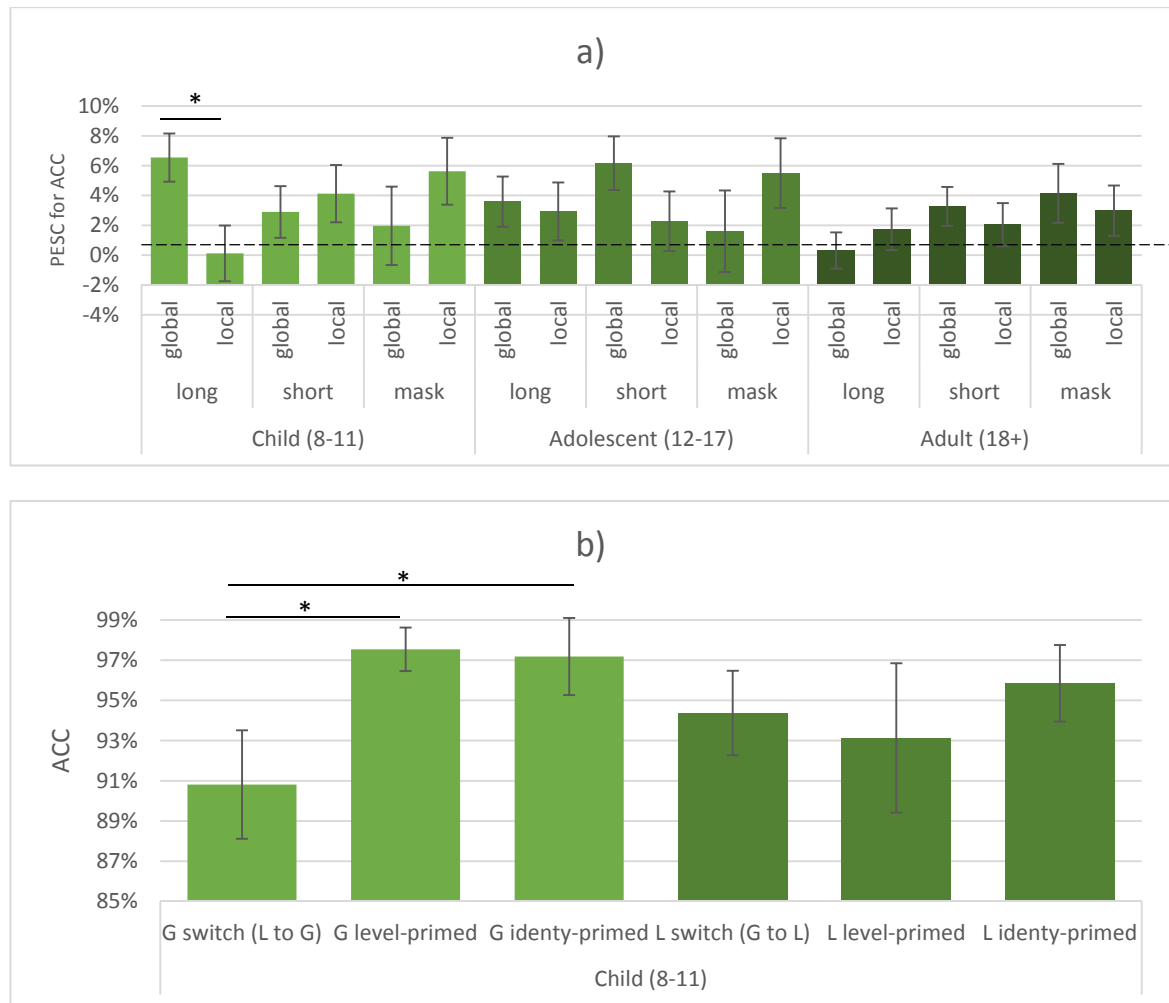 a)
*
PESC for ACC
10%
8%
6%
4%
2%
0%
-2%
-4%
global local global local global local global local global local global local global local global local global local
long short mask long short mask long short mask
Child (8-11) Adolescent (12-17) Adult (18+)
b)
*
*
ACC
99%
97%
95%
93%
91%
89%
87%
85%
G switch (L to G) G level-primed G identy-primed L switch (G to L) L level-primed L identy-primed
Child (8-11)